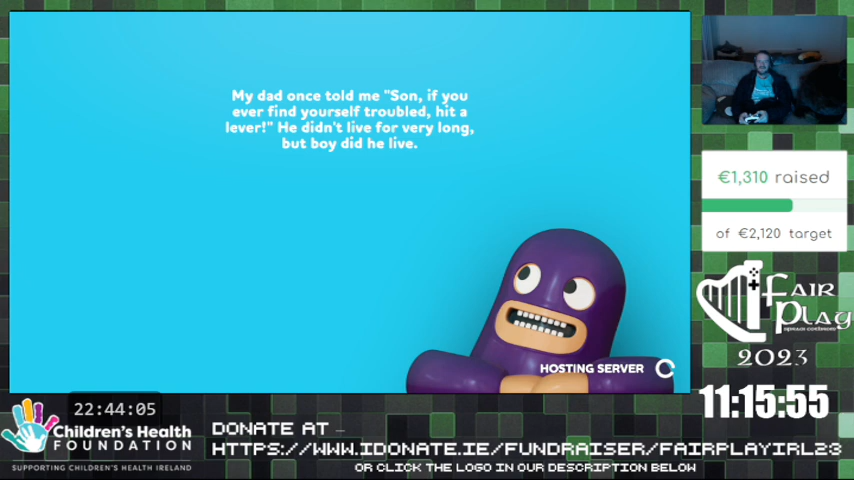 My dad once told me "Son, if you
ever find yourself troubled, hit a
lever!" He didn't live for very long,
but boy did he live.
HOSTING SERVER
€1,310 raised
of €2,120 target
FAIR
Play
2023
11:15:55
22:44:05
Children's Health
FOUNDATION
SUPPORTING CHILDREN'S HEALTH IRELAND
DONATE AT -
HTTPS://WWW.IDONATE.IE/FUNDRAISER/FAIRPLAYIRL23
OR CLICK THE LOGO IN OUR DESCRIPTION BELOW